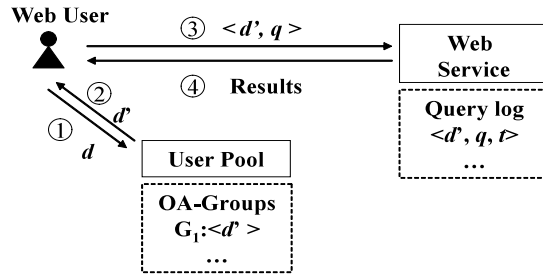 Web User
③ < d’, q >
④ Results
Web
Service
Query log
<d’, q, t>
...
② d’
① d
User Pool
OA-Groups
G₁:<d’ >
...